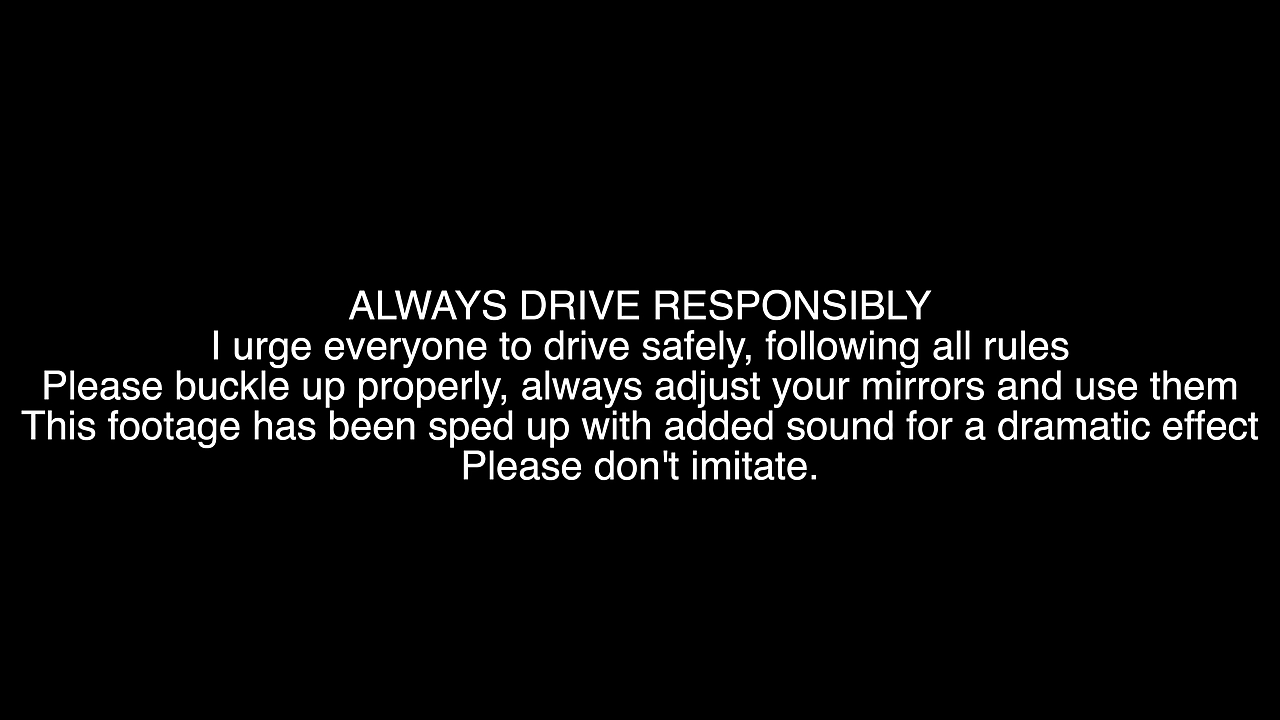 ALWAYS DRIVE RESPONSIBLY
I urge everyone to drive safely, following all rules
Please buckle up properly, always adjust your mirrors and use them
This footage has been sped up with added sound for a dramatic effect
Please don't imitate.